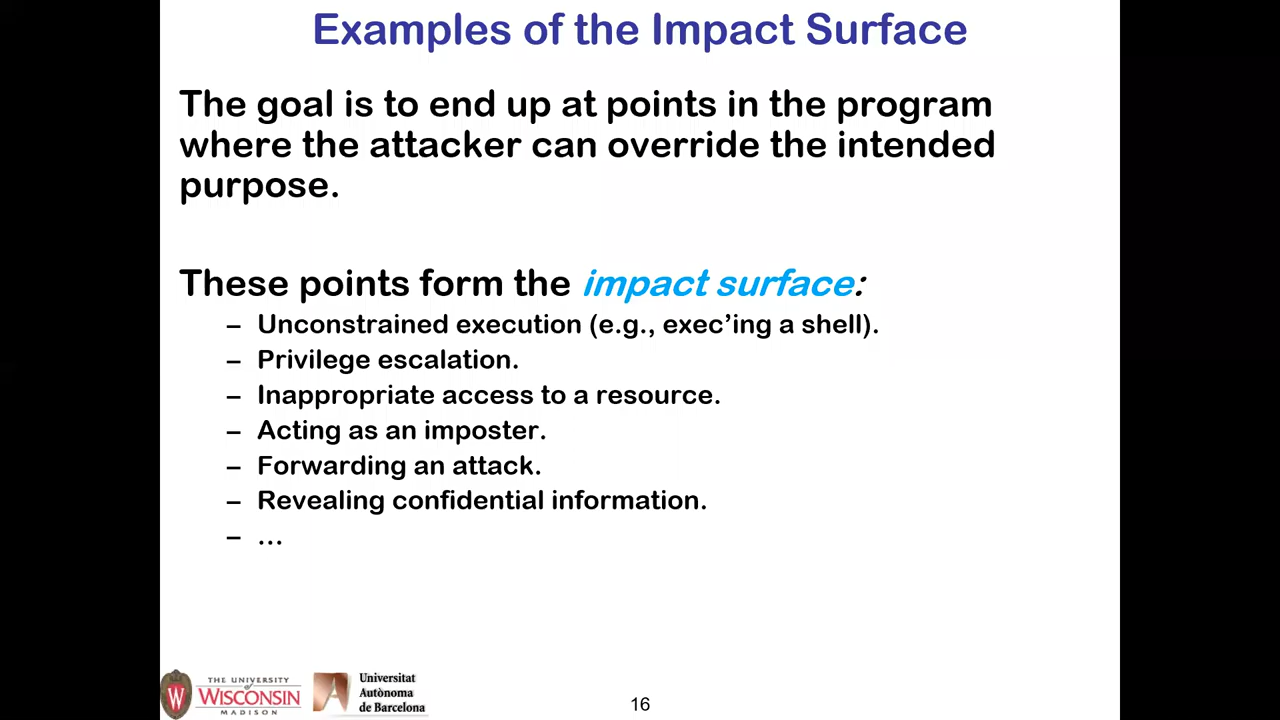 Examples of the Impact Surface
The goal is to end up at points in the program
where the attacker can override the intended
purpose.
These points form the impact surface:
– Unconstrained execution (e.g., exec’ing a shell).
– Privilege escalation.
– Inappropriate access to a resource.
– Acting as an imposter.
– Forwarding an attack.
– Revealing confidential information.
– …
W
THE UNIVERSITY
of
WISCONSIN
MADISON
Universitat
Autònoma
de Barcelona
16